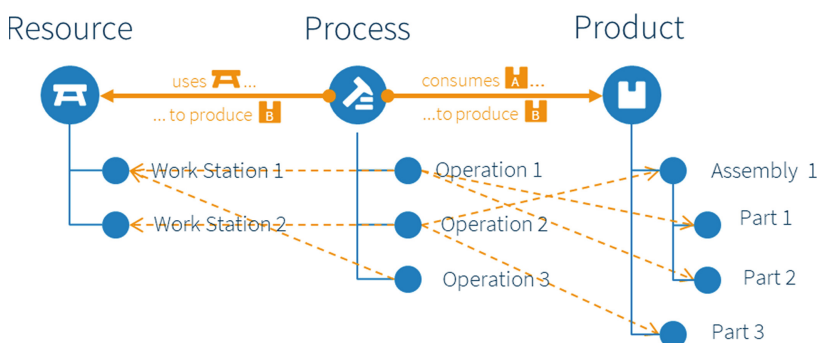 Resource
Process
Product
uses ...
...to produce B
consumes A ...
...to produce B
Work Station 1
Operation 1
Assembly 1
Work Station 2
Operation 2
Part 1
Operation 3
Part 2
Part 3